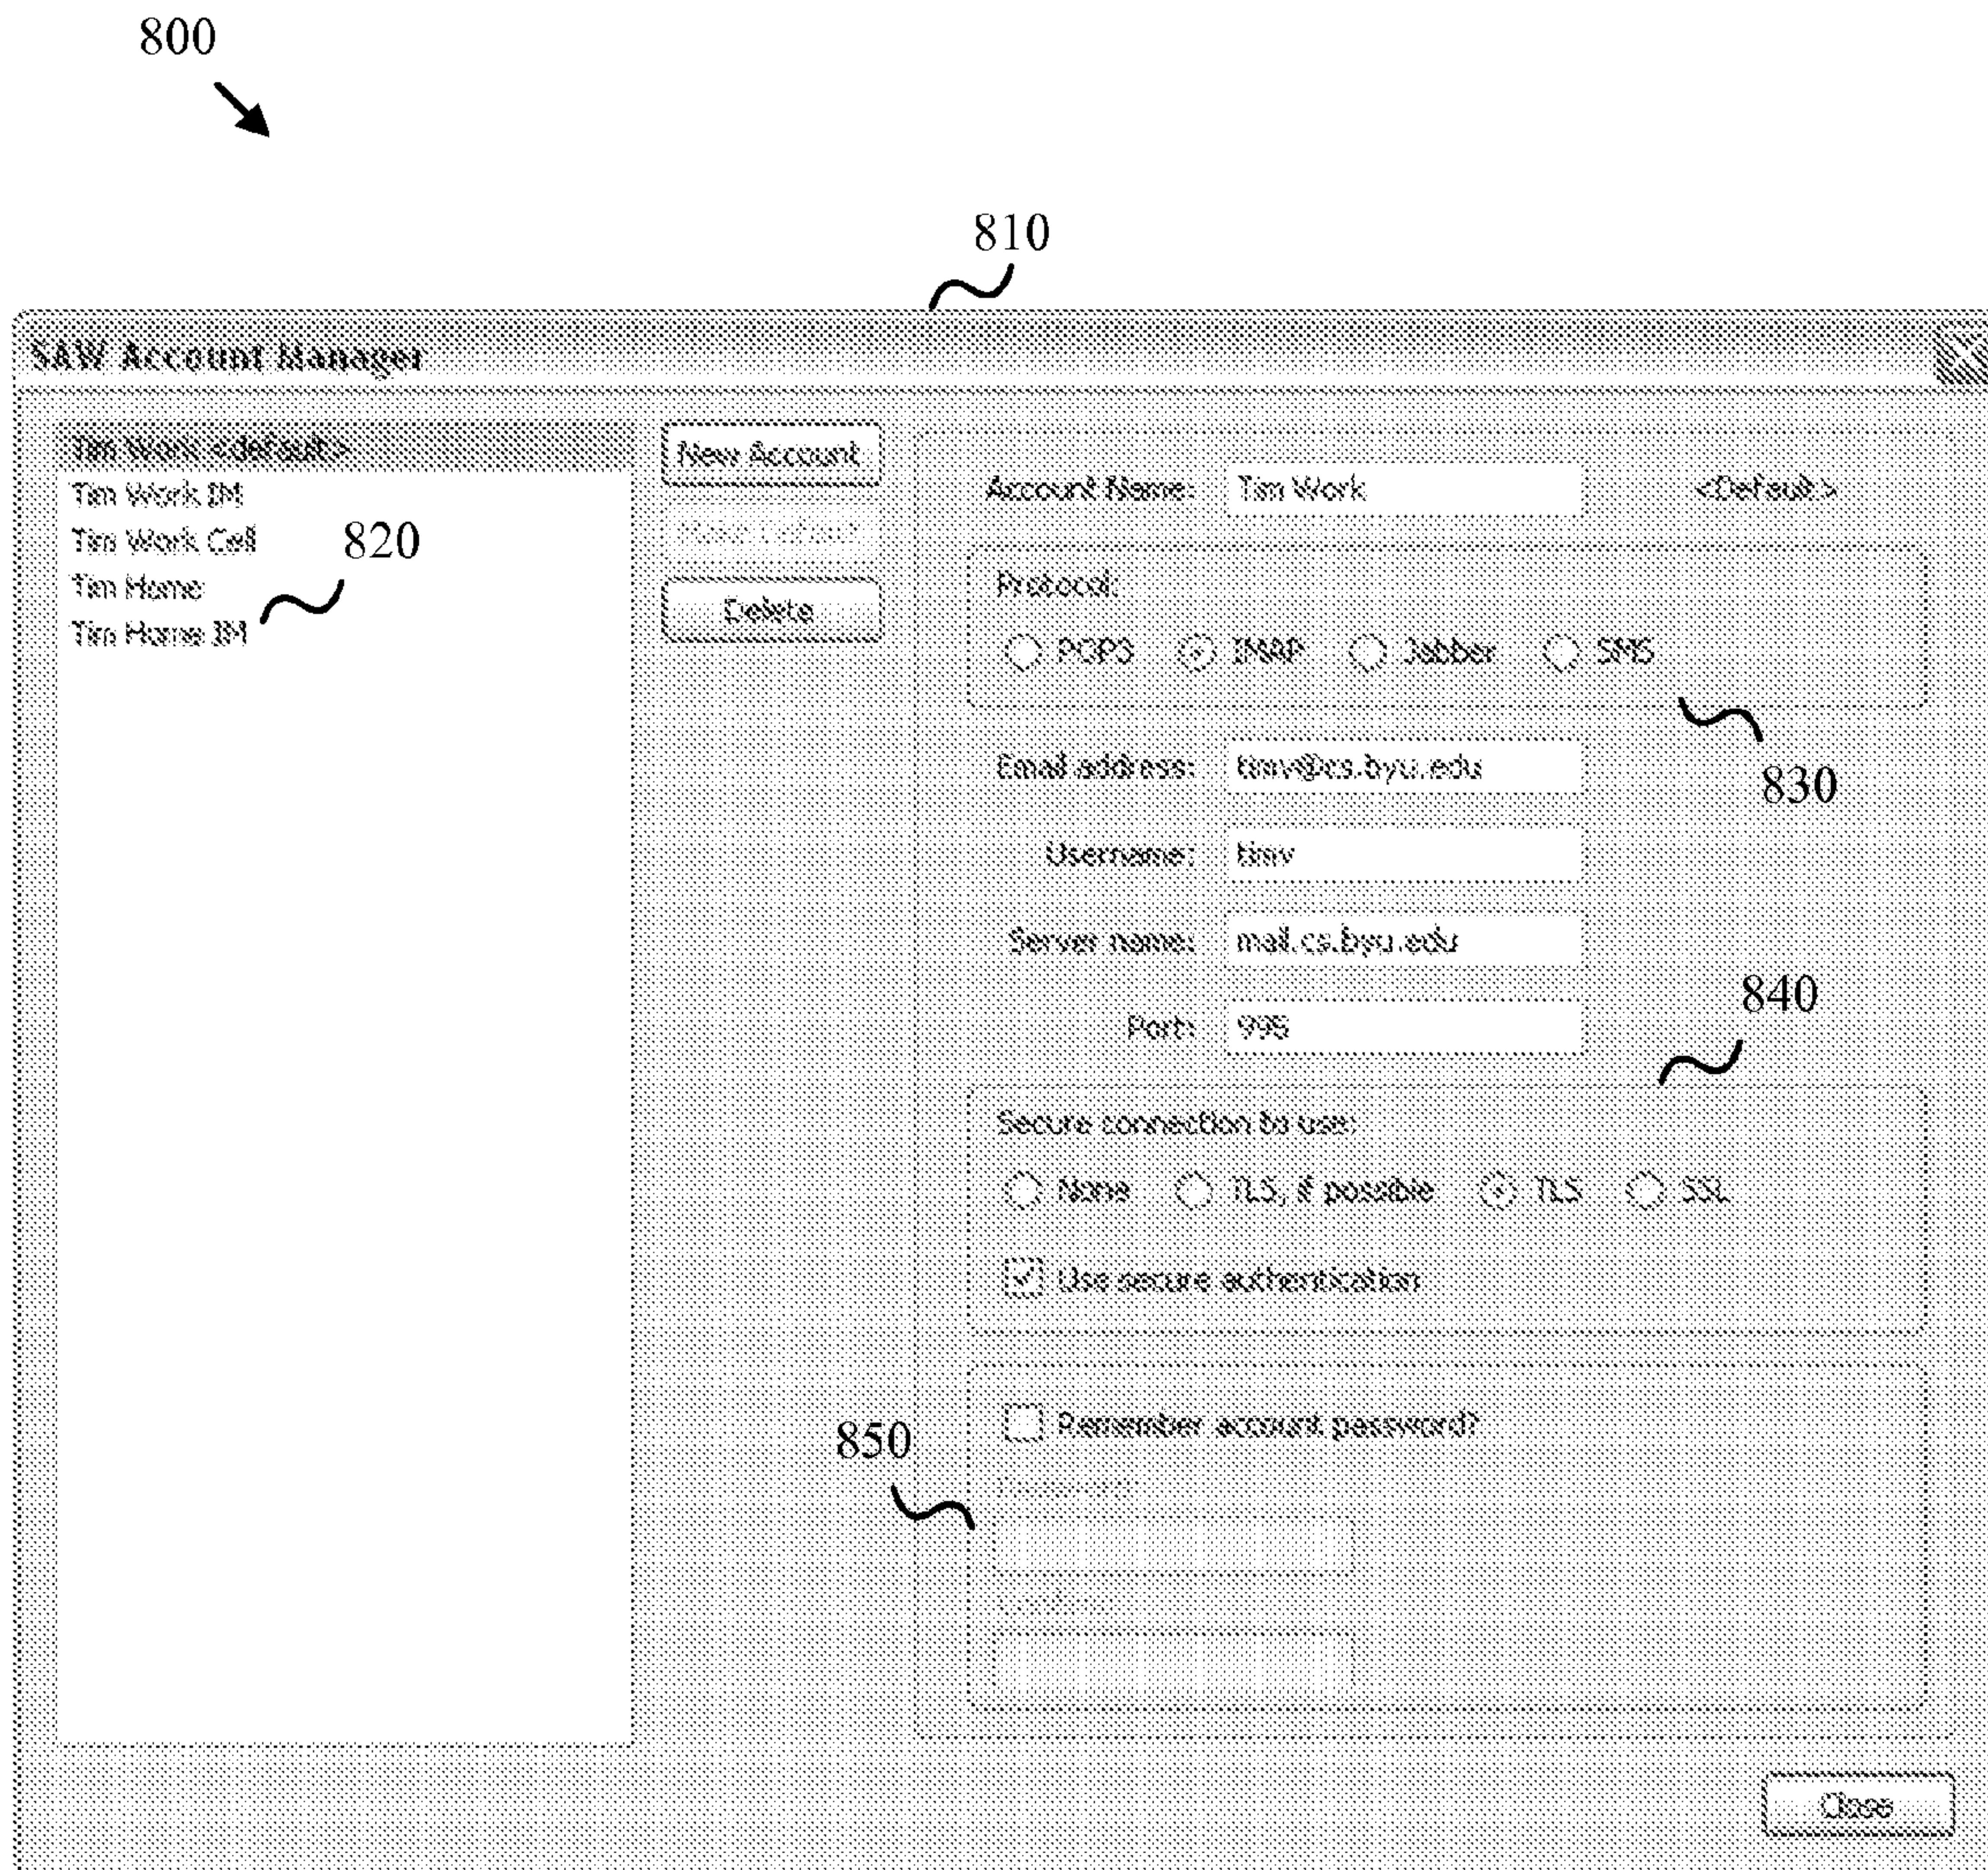 800
810
SAW Account Manager
Tim Work <default>
Tim Work IM
Tim Work Cell
820
Tim Home
Tim Home IM
New Account
Make Default
Delete
Account Name: Tim Work <Default>
Protocol:
POP3 IMAP Jabber SMS
830
Email address: timv@cs.byu.edu
Username: timv
Server name: mail.cs.byu.edu
Port: 995
840
Secure connection to use:
None TLS, if possible TLS SSL
Use secure authentication
850
Remember account password?
Close